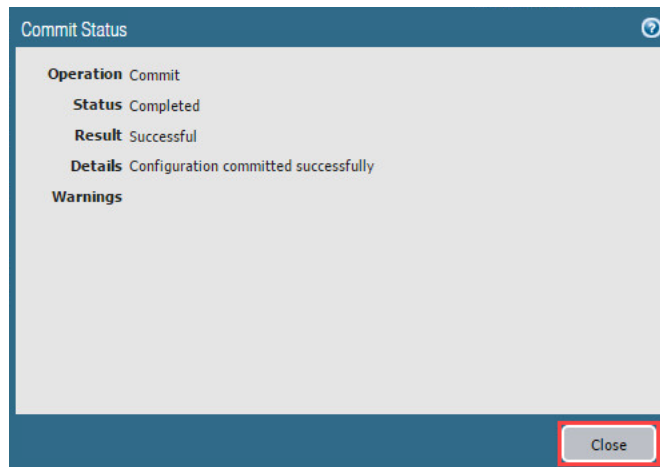 Commit Status
Operation Commit
Status Completed
Result Successful
Details Configuration committed successfully
Warnings
Close